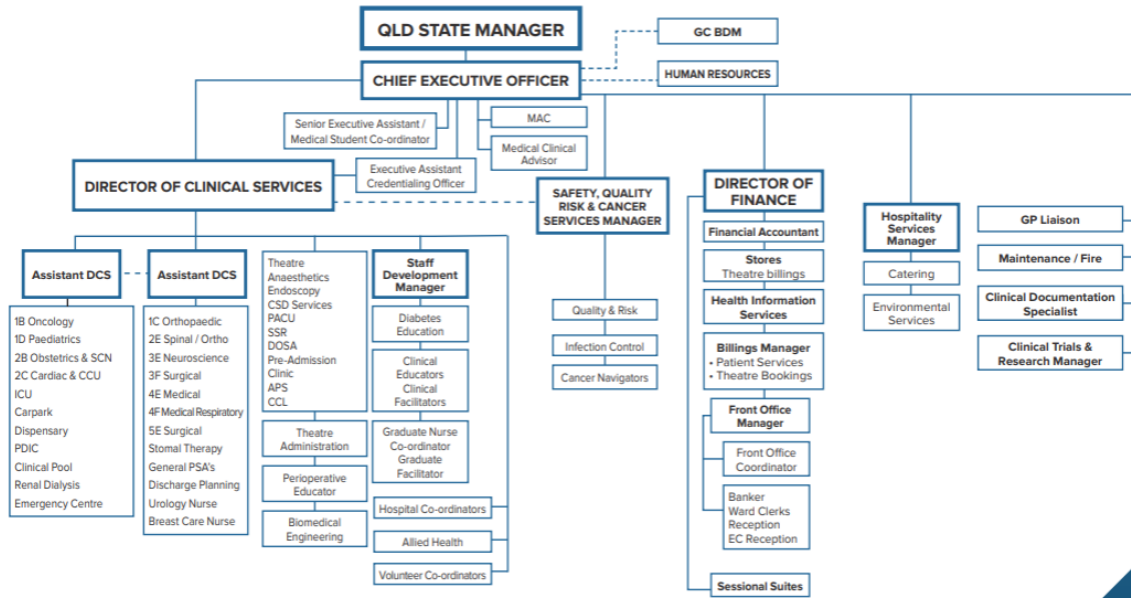 QLD STATE MANAGER
GC BDM
CHIEF EXECUTIVE OFFICER
HUMAN RESOURCES
Senior Executive Assistant /
Medical Student Co-ordinator
MAC
Medical Clinical
Advisor
Executive Assistant
Credentialing Officer
DIRECTOR OF CLINICAL SERVICES
SAFETY, QUALITY
RISK & CANCER
SERVICES MANAGER
DIRECTOR OF
FINANCE
Hospitality
Services
Manager
Catering
Environmental
Services
GP Liaison
Maintenance / Fire
Clinical Documentation
Specialist
Clinical Trials &
Research Manager
Assistant DCS
1B Oncology
1D Paediatrics
2B Obstetrics & SCN
2C Cardiac & CCU
ICU
Carpark
Dispensary
PDIC
Clinical Pool
Renal Dialysis
Emergency Centre
Assistant DCS
1C Orthopaedic
2E Spinal / Ortho
3E Neuroscience
3F Surgical
4E Medical
4F Medical Respiratory
5E Surgical
Stomal Therapy
General PSA's
Discharge Planning
Urology Nurse
Breast Care Nurse
Theatre
Anaesthetics
Endoscopy
CSD Services
PACU
SSR
DOSA
Pre-Admission
Clinic
APS
CCL
Theatre
Administration
Perioperative
Educator
Biomedical
Engineering
Staff
Development
Manager
Diabetes
Education
Clinical
Educators
Clinical
Facilitators
Graduate Nurse
Co-ordinator
Graduate
Facilitator
Hospital Co-ordinators
Allied Health
Volunteer Co-ordinators
Quality & Risk
Infection Control
Cancer Navigators
Financial Accountant
Stores
Theatre billings
Health Information
Services
Billings Manager
• Patient Services
• Theatre Bookings
Front Office
Manager
Front Office
Coordinator
Banker
Ward Clerks
Reception
EC Reception
Sessional Suites